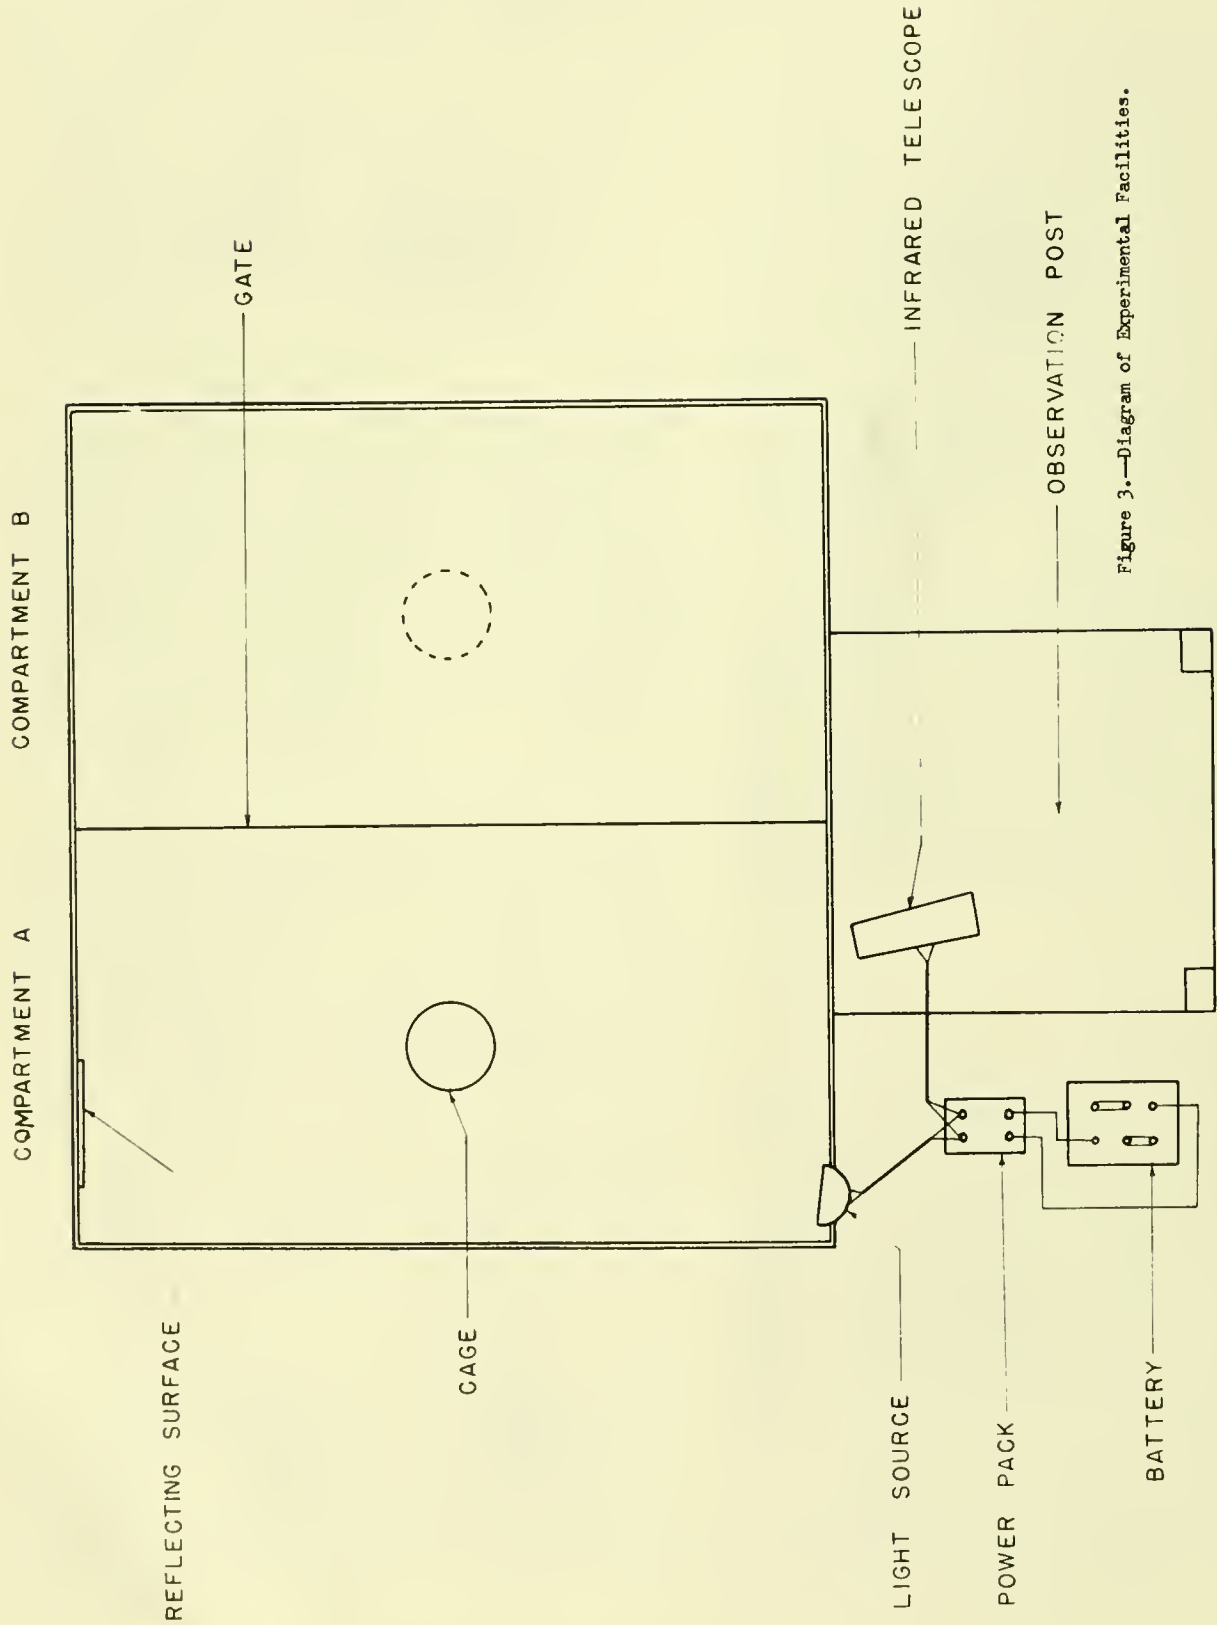 COMPARTMENT A
COMPARTMENT B
REFLECTING SURFACE
GATE
CAGE
LIGHT SOURCE
INFRARED TELESCOPE
POWER PACK
OBSERVATION POST
BATTERY
Figure 3.—Diagram of Experimental Facilities.